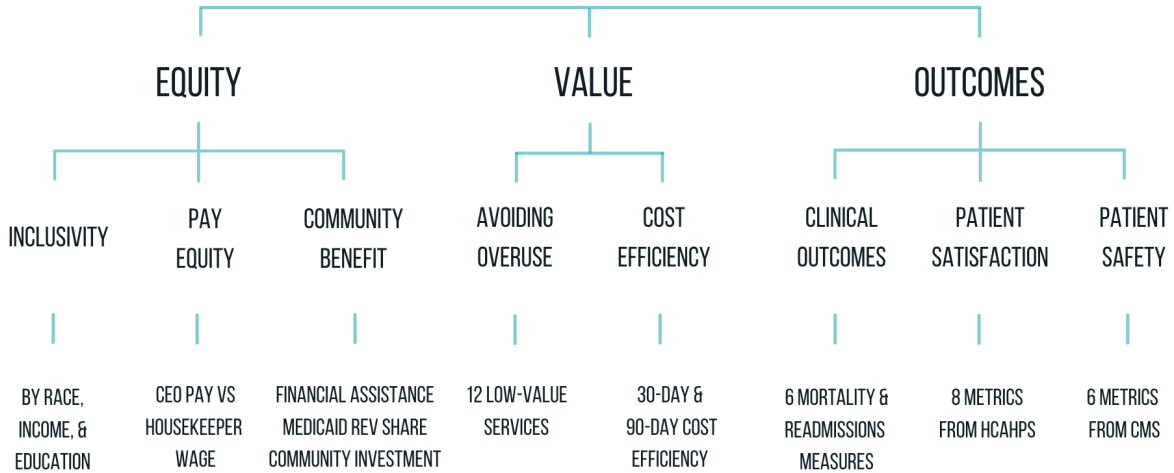 EQUITY
VALUE
OUTCOMES
INCLUSIVITY
PAY
EQUITY
COMMUNITY
BENEFIT
AVOIDING
OVERUSE
COST
EFFICIENCY
CLINICAL
OUTCOMES
PATIENT
SATISFACTION
PATIENT
SAFETY
BY RACE,
INCOME, &
EDUCATION
CEO PAY VS
HOUSEKEEPER
WAGE
FINANCIAL ASSISTANCE
MEDICAID REV SHARE
COMMUNITY INVESTMENT
12 LOW-VALUE
SERVICES
30-DAY &
90-DAY COST
EFFICIENCY
6 MORTALITY &
READMISSIONS
MEASURES
8 METRICS
FROM HCAHPS
6 METRICS
FROM CMS